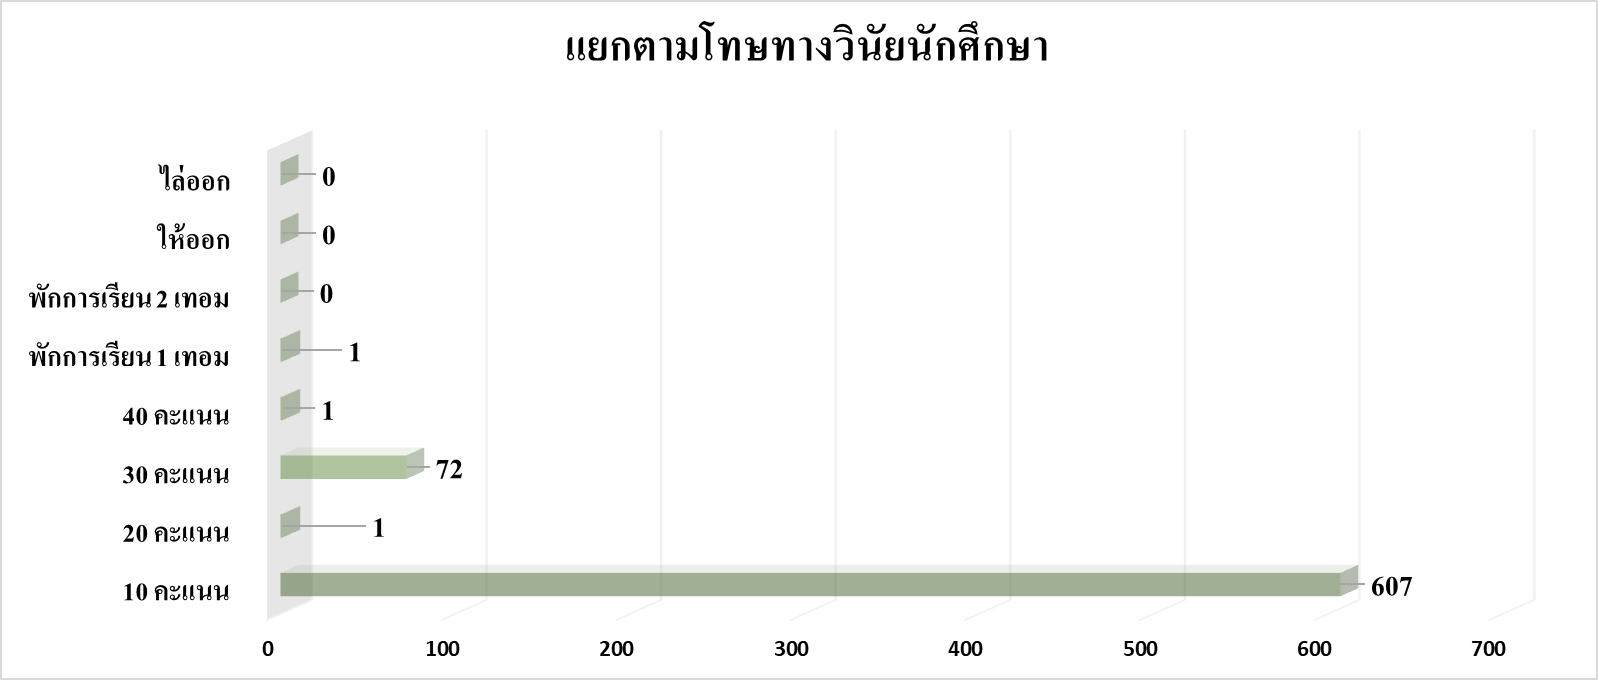 แยกตามโทษทางวินัยนักศึกษา
ไล่ออก 0
ให้ออก 0
พักการเรียน 2 เทอม 0
พักการเรียน 1 เทอม 1
40 คะแนน 1
30 คะแนน 72
20 คะแนน 1
10 คะแนน 607
0 100 200 300 400 500 600 700